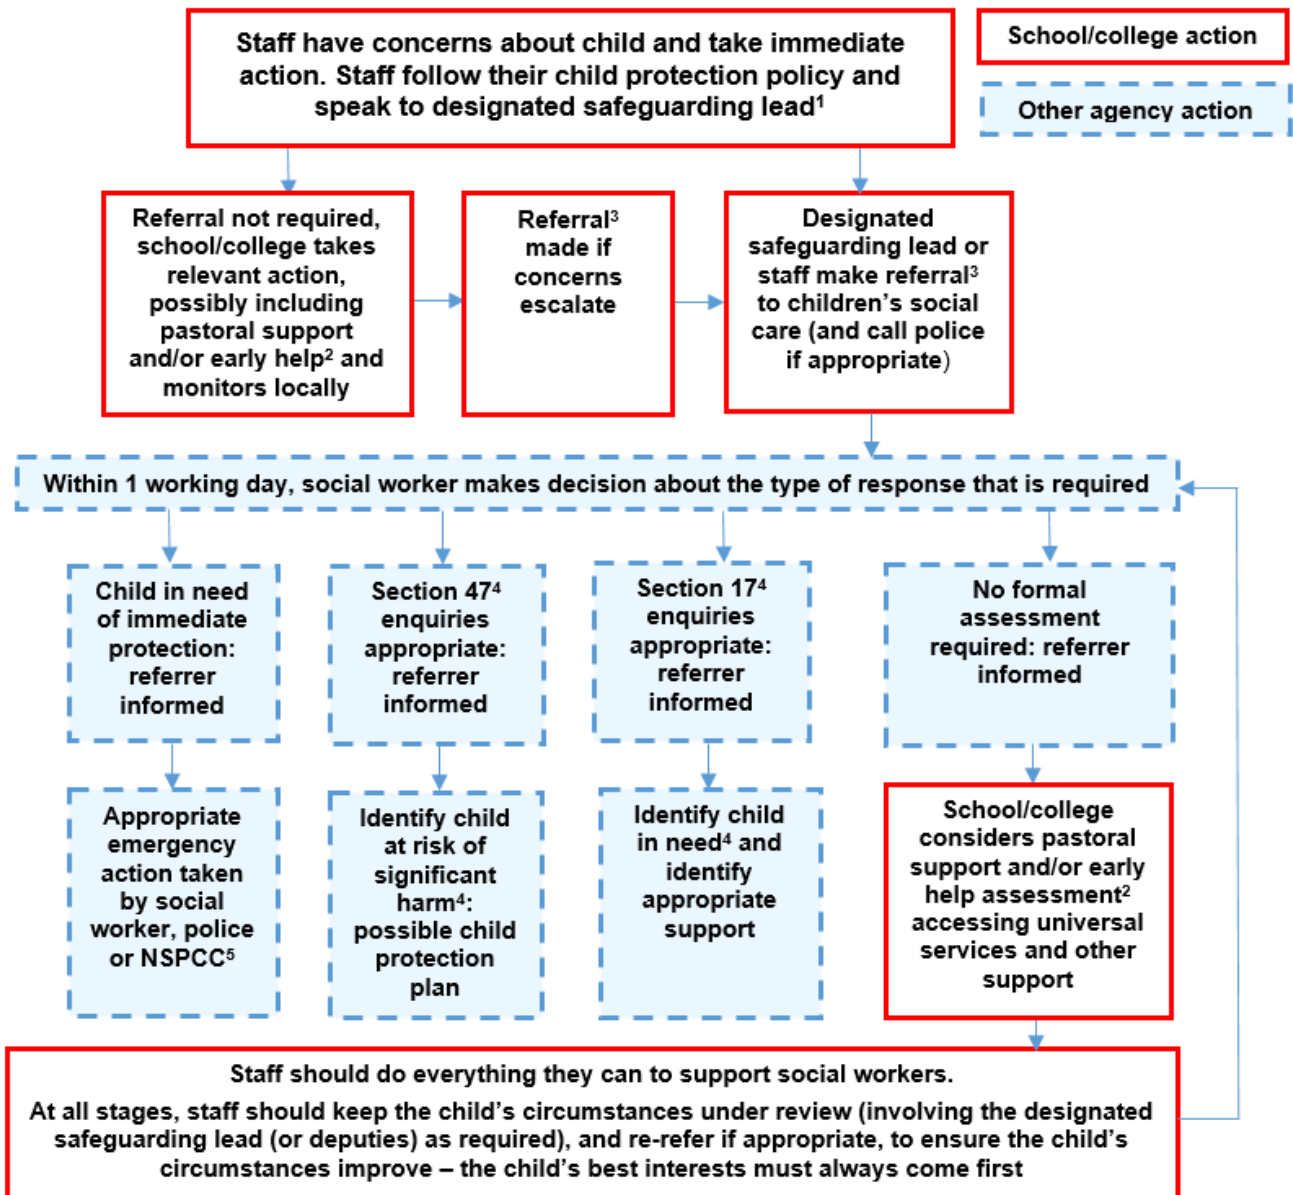 Staff have concerns about child and take immediate
action. Staff follow their child protection policy and
speak to designated safeguarding lead¹
School/college action
Other agency action
Referral not required,
school/college takes
relevant action,
possibly including
pastoral support
and/or early help² and
monitors locally
Referral³
made if
concerns
escalate
Designated
safeguarding lead or
staff make referral³
to children’s social
care (and call police
if appropriate)
Within 1 working day, social worker makes decision about the type of response that is required
Child in need
of immediate
protection:
referrer
informed
Section 47⁴
enquiries
appropriate:
referrer
informed
Section 17⁴
enquiries
appropriate:
referrer
informed
No formal
assessment
required: referrer
informed
Appropriate
emergency
action taken
by social
worker, police
or NSPCC⁵
Identify child
at risk of
significant
harm⁴:
possible child
protection
plan
Identify child
in need⁴ and
identify
appropriate
support
School/college
considers pastoral
support and/or early
help assessment²
accessing universal
services and other
support
Staff should do everything they can to support social workers.
At all stages, staff should keep the child’s circumstances under review (involving the designated
safeguarding lead (or deputies) as required), and re-refer if appropriate, to ensure the child’s
circumstances improve – the child’s best interests must always come first